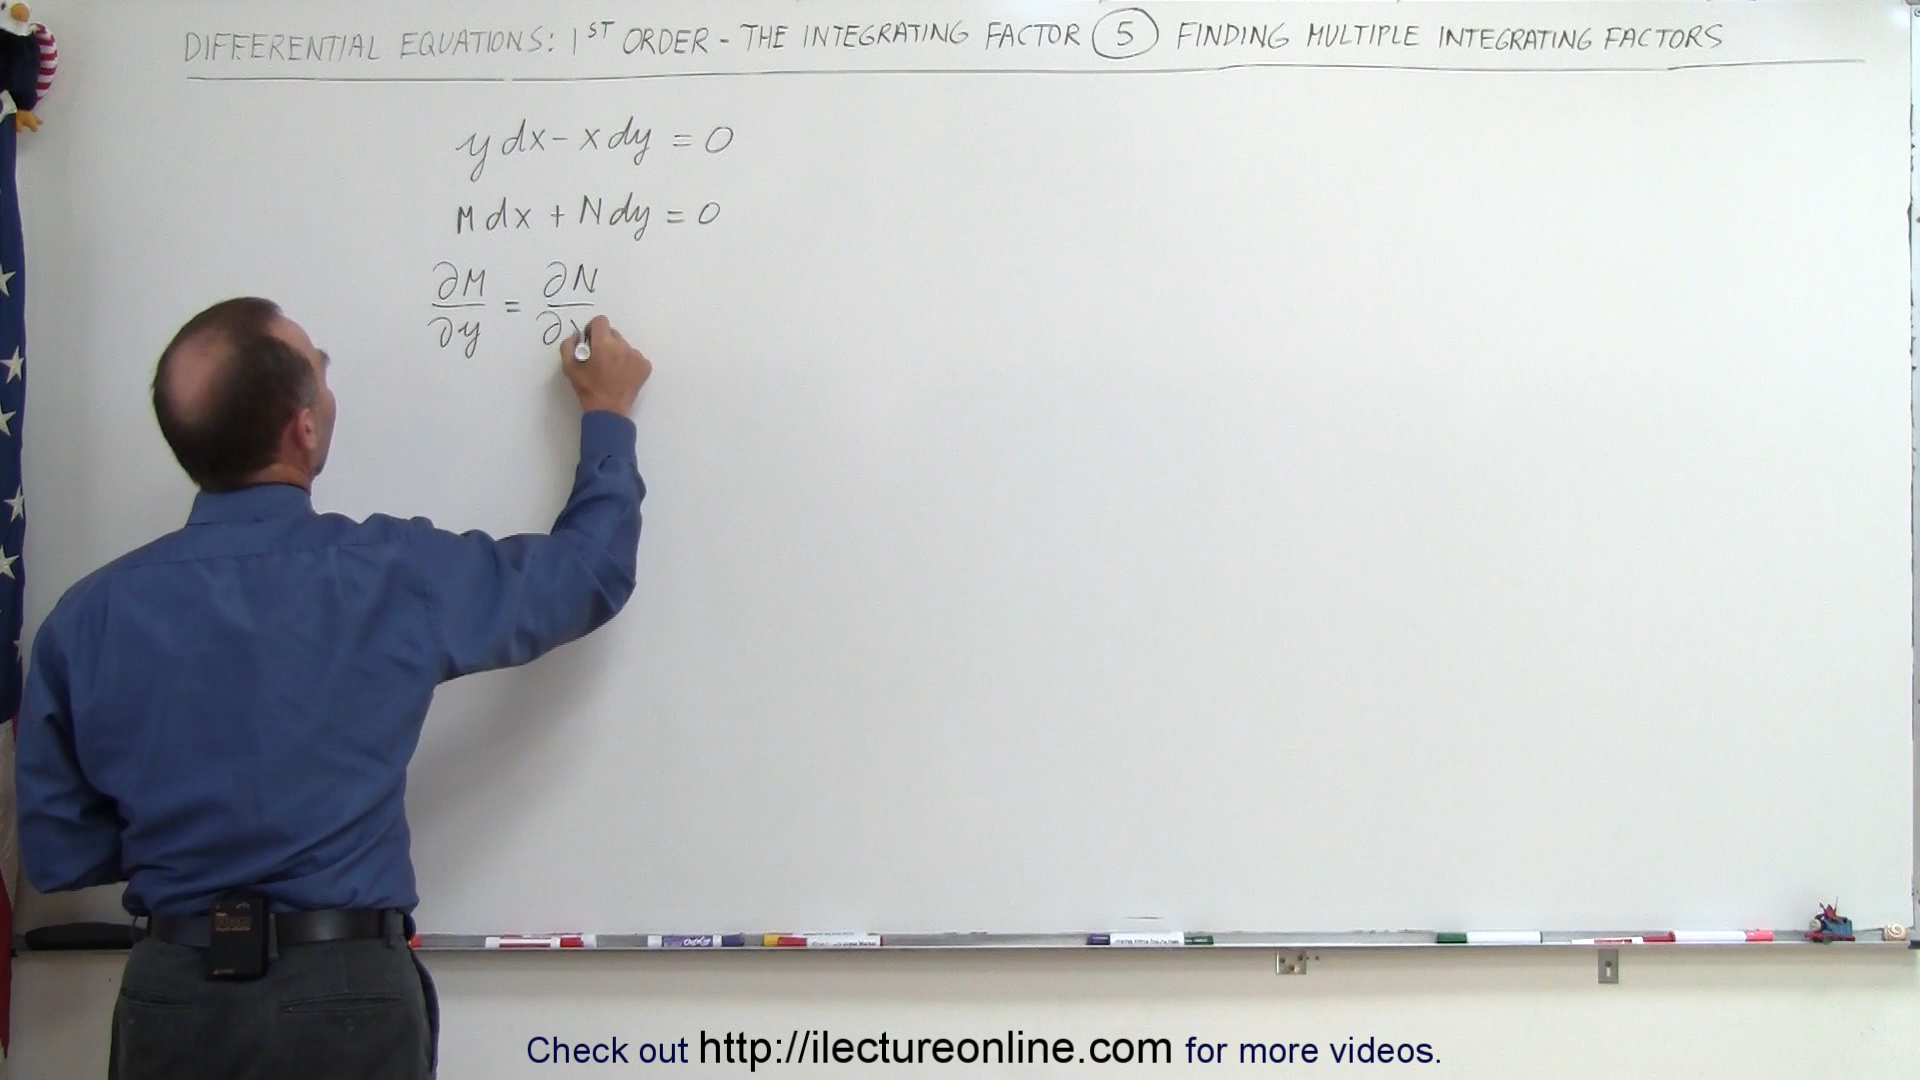 DIFFERENTIAL EQUATIONS: 1ST ORDER - THE INTEGRATING FACTOR 5 FINDING MULTIPLE INTEGRATING FACTORS
y dx - x dy = 0
M dx + N dy = 0
∂M/∂y = ∂N/∂x
Check out http://ilectureonline.com for more videos.